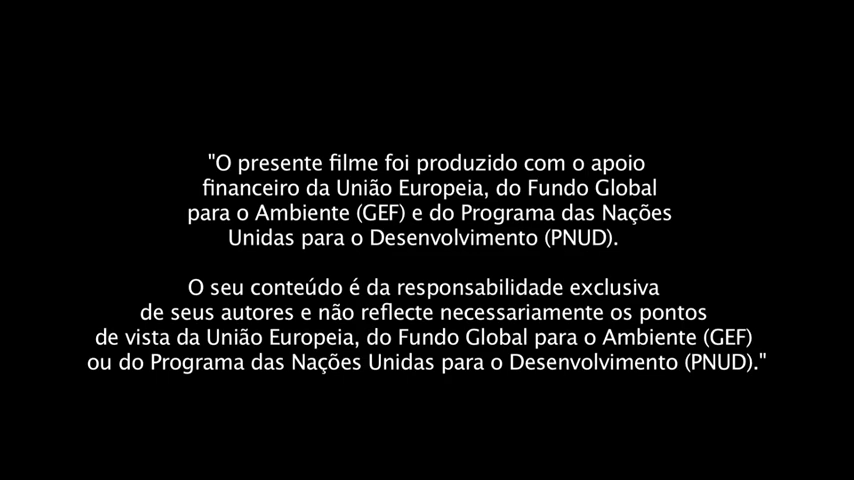 "O presente filme foi produzido com o apoio
financeiro da União Europeia, do Fundo Global
para o Ambiente (GEF) e do Programa das Nações
Unidas para o Desenvolvimento (PNUD).
O seu conteúdo é da responsabilidade exclusiva
de seus autores e não reflecte necessariamente os pontos
de vista da União Europeia, do Fundo Global para o Ambiente (GEF)
ou do Programa das Nações Unidas para o Desenvolvimento (PNUD)."